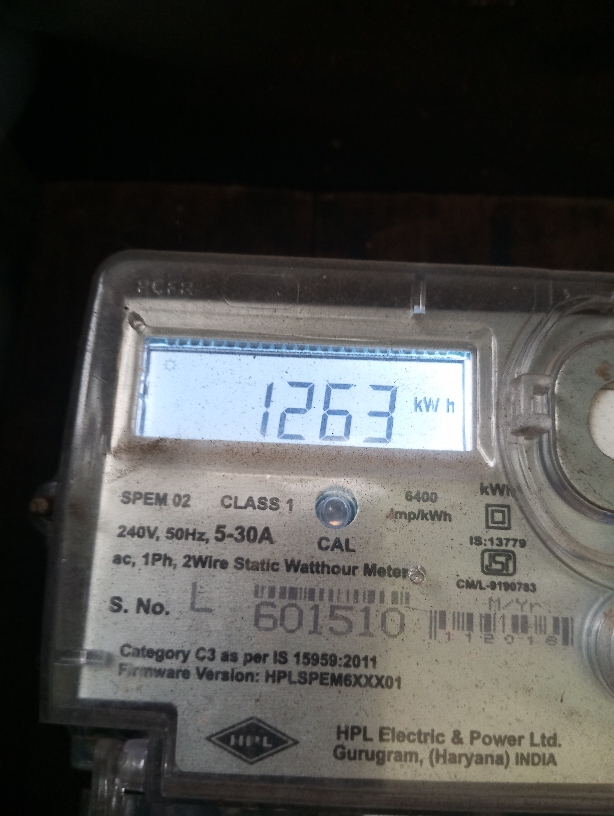 1263 kWh
SPEM 02 CLASS 1 6400 imp/kWh kWh
240V, 50Hz, 5-30A CAL IS:13779
ac, 1Ph, 2Wire Static Watthour Meter
CM/L-9190783
S. No. L 601510 M/Yr
112016
Category C3 as per IS 15959:2011
Firmware Version: HPLSPEM6XXX01
HPL HPL Electric & Power Ltd.
Gurugram, (Haryana) INDIA